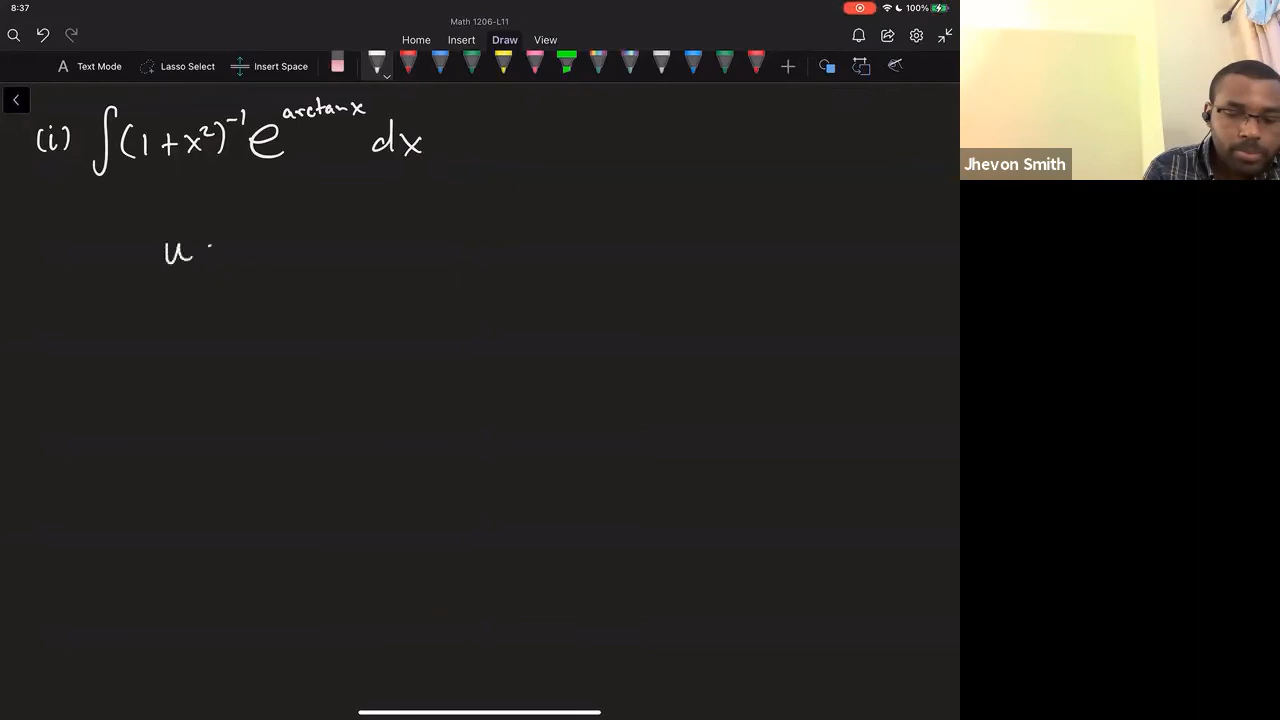 8:37
100%
Math 1206-L11
Home Insert Draw View
Text Mode Lasso Select Insert Space
(i) ∫(1+x²)⁻¹ e^{arctan x} dx
u
Jhevon Smith